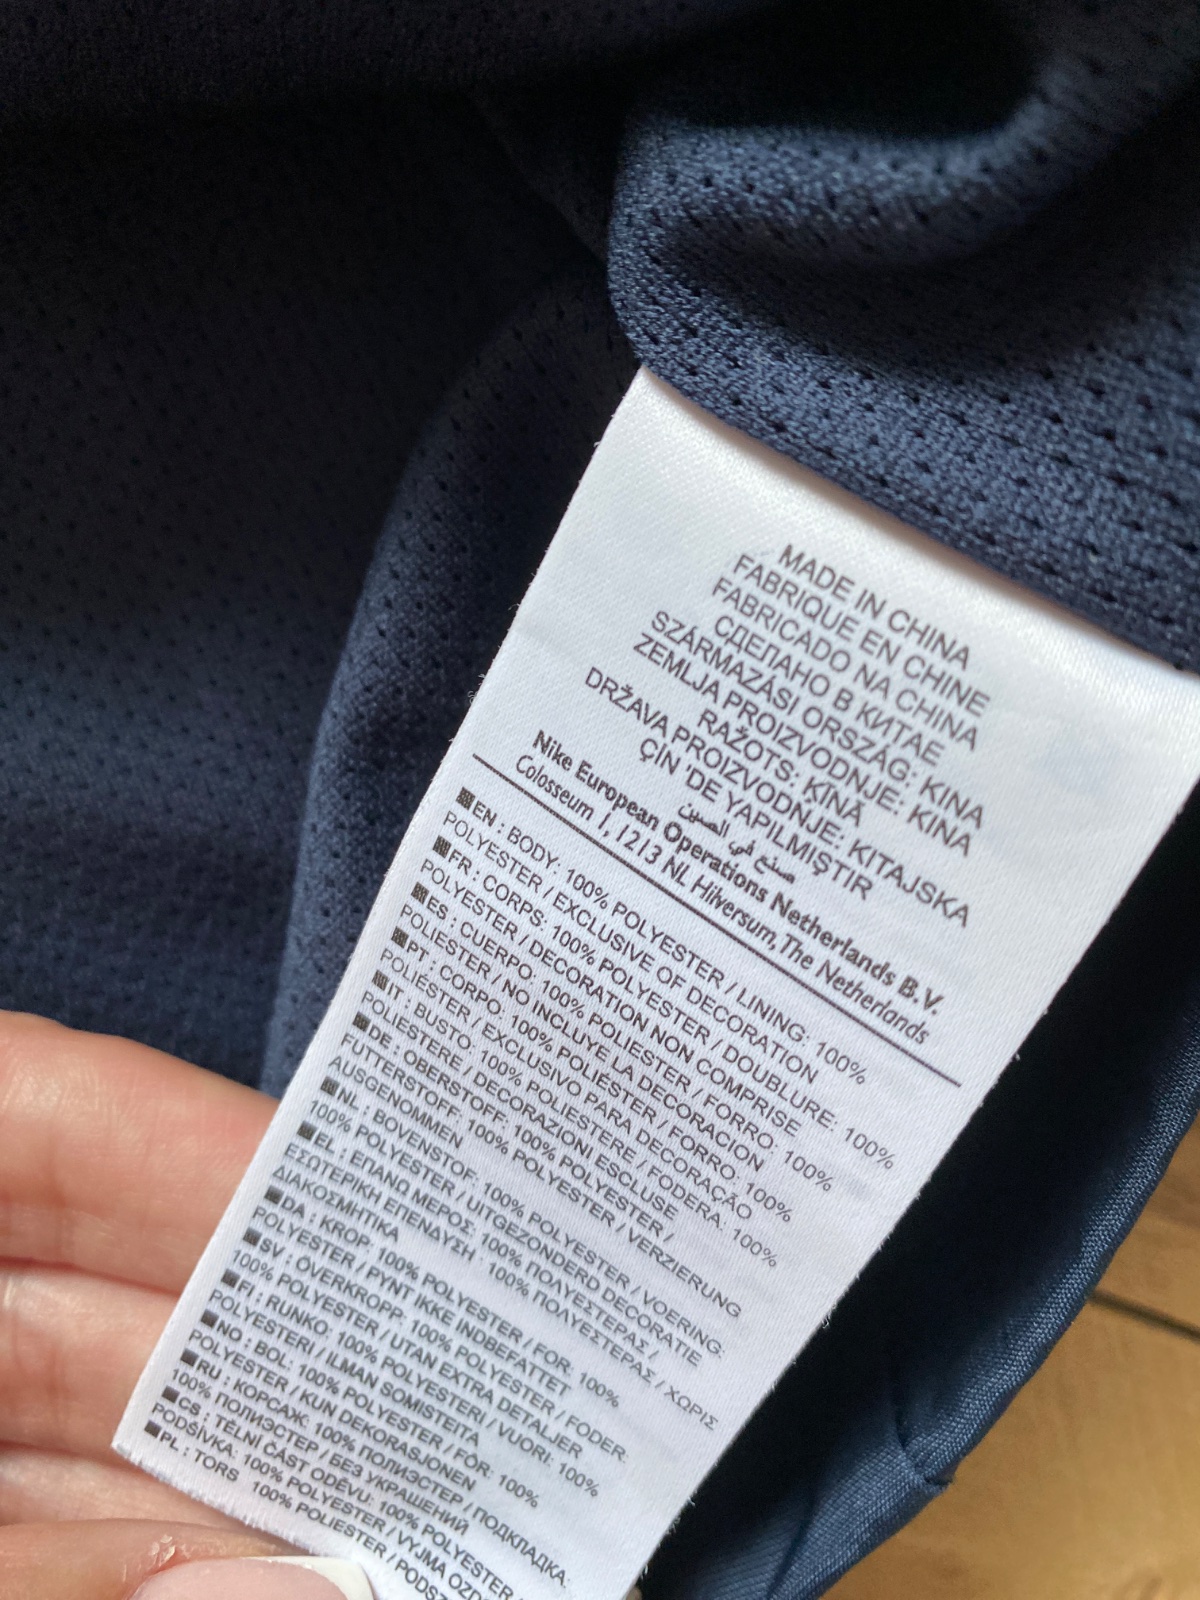 MADE IN CHINA
FABRIQUÉ EN CHINE
FABRICADO NA CHINA
СДЕЛАНО В КИТАЕ
SZÁRMAZÁSI ORSZÁG: KINA
ZEMLJA PROIZVODNJE: KINA
RAŽOTS: ĶĪNĀ
DRŽAVA PROIZVODNJE: KITAJSKA
ÇİN 'DE YAPILMIŞTIR
صنع في الصين
Nike European Operations Netherlands B.V.
Colosseum 1, 1213 NL Hilversum, The Netherlands
EN : BODY: 100% POLYESTER / LINING: 100%
POLYESTER / EXCLUSIVE OF DECORATION
FR : CORPS: 100% POLYESTER / DOUBLURE: 100%
POLYESTER / DECORATION NON COMPRISE
ES : CUERPO: 100% POLIESTER / FORRO: 100%
POLIESTER / NO INCLUYE LA DECORACION
PT : CORPO: 100% POLIÉSTER / FORRO: 100%
POLIÉSTER / EXCLUSIVO PARA DECORAÇÃO
IT : BUSTO: 100% POLIESTERE / FODERA: 100%
POLIESTERE / DECORAZIONI ESCLUSE
DE : OBERSTOFF: 100% POLYESTER /
FUTTERSTOFF: 100% POLYESTER / VERZIERUNG
AUSGENOMMEN
NL : BOVENSTOF: 100% POLYESTER / VOERING:
100% POLYESTER / UITGEZONDERD DECORATIE
EL : ΕΠΑΝΩ ΜΕΡΟΣ: 100% ΠΟΛΥΕΣΤΕΡΑΣ /
ΕΣΩΤΕΡΙΚΗ ΕΠΕΝΔΥΣΗ : 100% ΠΟΛΥΕΣΤΕΡΑΣ / ΧΩΡΙΣ
ΔΙΑΚΟΣΜΗΤΙΚΑ
DA : KROP: 100% POLYESTER / FOR: 100%
POLYESTER / PYNT IKKE INDBEFATTET
SV : ÖVERKROPP: 100% POLYESTER / FODER:
100% POLYESTER / UTAN EXTRA DETALJER
FI : RUNKO: 100% POLYESTERI / VUORI: 100%
POLYESTERI / ILMAN SOMISTEITA
NO : BOL: 100% POLYESTER / FÔR: 100%
POLYESTER / KUN DEKORASJONEN
RU : КОРСАЖ: 100% ПОЛИЭСТЕР / ПОДКЛАДКА:
100% ПОЛИЭСТЕР / БЕЗ УКРАШЕНИЙ
CS : TĚLNÍ ČÁST ODĚVU: 100% POLYESTER
PODŠÍVKA: 100% POLYESTER / VYJMA OZD
PL : TORS 100% POLIESTER / PODSZ